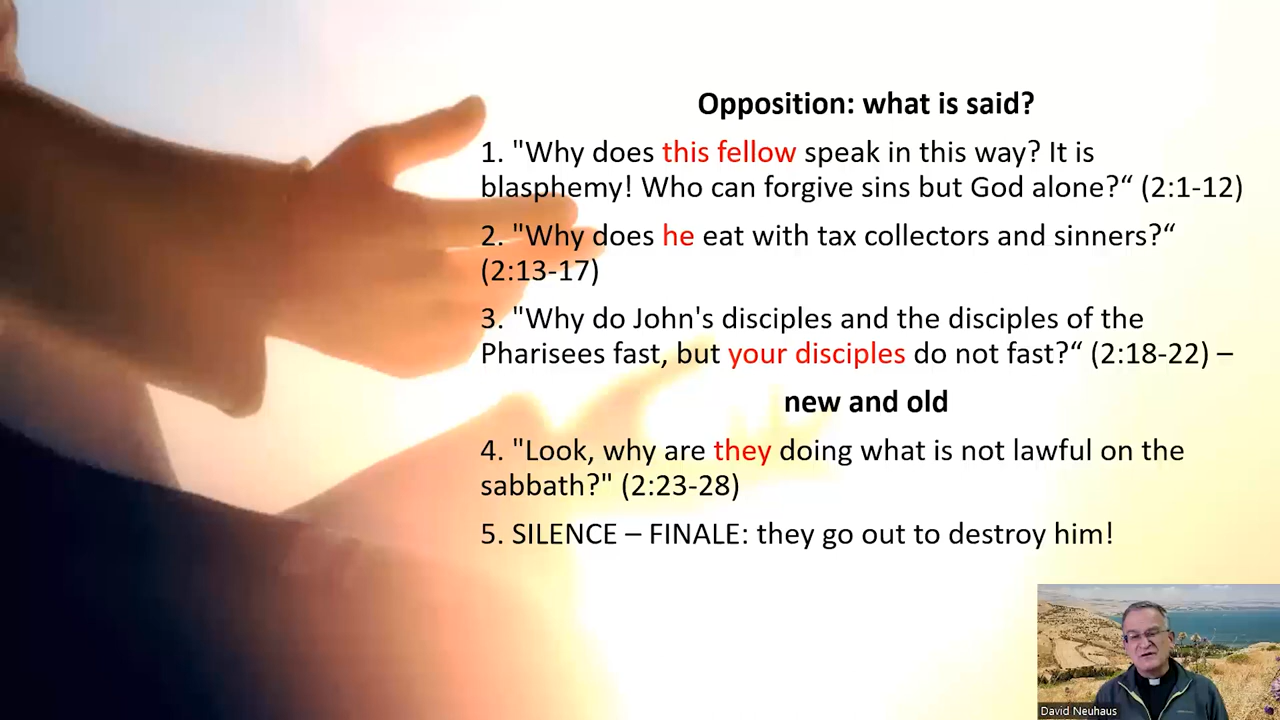 Opposition: what is said?
1. "Why does this fellow speak in this way? It is
blasphemy! Who can forgive sins but God alone?“ (2:1-12)
2. "Why does he eat with tax collectors and sinners?“
(2:13-17)
3. "Why do John's disciples and the disciples of the
Pharisees fast, but your disciples do not fast?“ (2:18-22) –
new and old
4. "Look, why are they doing what is not lawful on the
sabbath?" (2:23-28)
5. SILENCE – FINALE: they go out to destroy him!
David Neuhaus